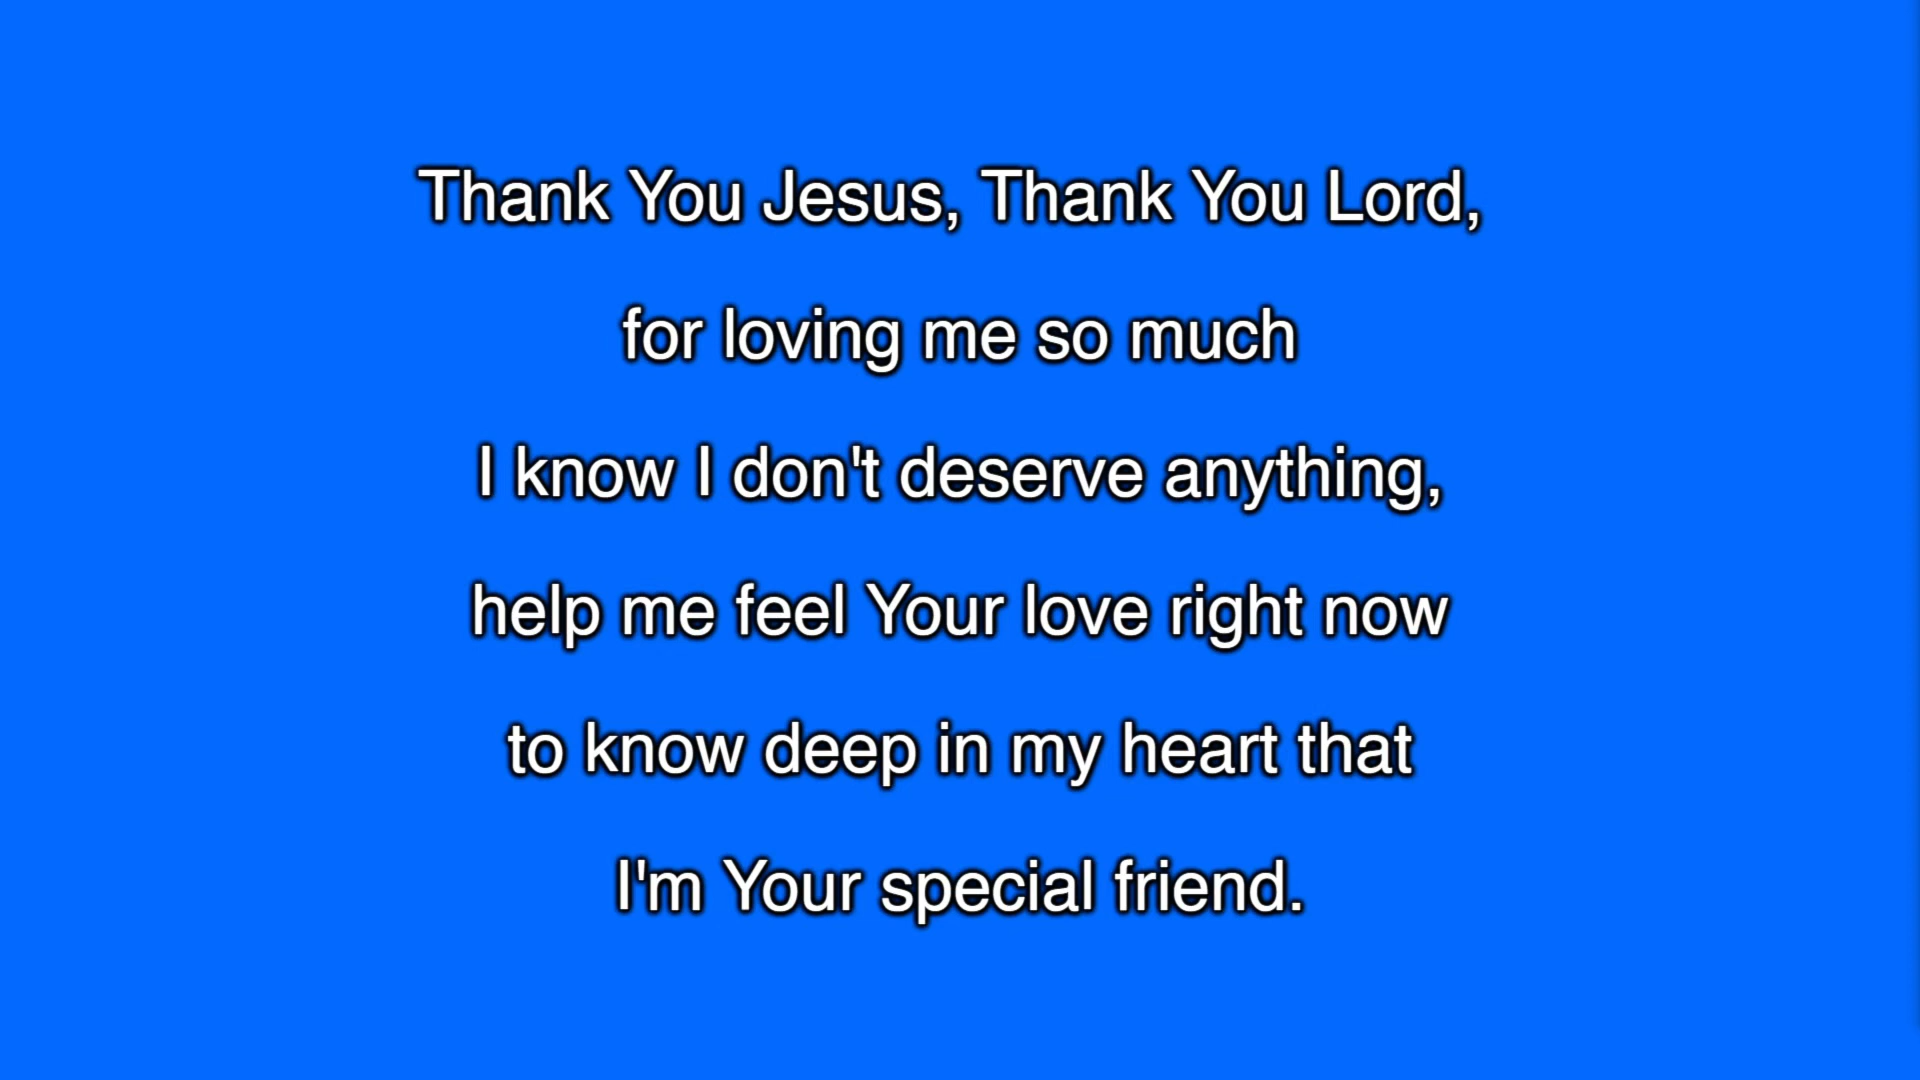 Thank You Jesus, Thank You Lord,
for loving me so much
I know I don't deserve anything,
help me feel Your love right now
to know deep in my heart that
I'm Your special friend.